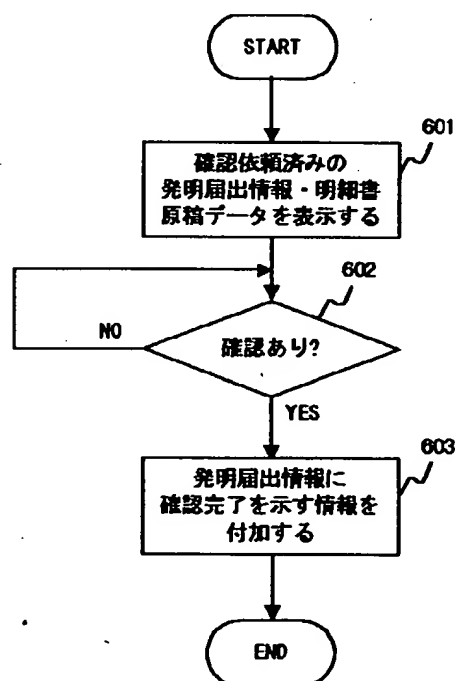 START
601
確認依頼済みの
発明届出情報・明細書
原稿データを表示する
602
NO
確認あり?
YES
603
発明届出情報に
確認完了を示す情報を
付加する
END